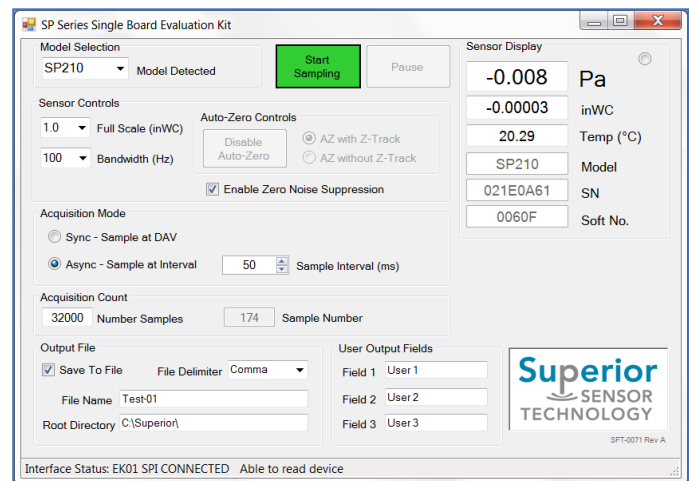 SP Series Single Board Evaluation Kit
Model Selection
SP210 Model Detected
Start Sampling
Pause
Sensor Display
-0.008 Pa
-0.00003 inWC
20.29 Temp (°C)
SP210 Model
021E0A61 SN
0060F Soft No.
Sensor Controls
1.0 Full Scale (inWC)
100 Bandwidth (Hz)
Auto-Zero Controls
Disable Auto-Zero
AZ with Z-Track
AZ without Z-Track
Enable Zero Noise Suppression
Acquisition Mode
Sync - Sample at DAV
Async - Sample at Interval 50 Sample Interval (ms)
Acquisition Count
32000 Number Samples 174 Sample Number
Output File
Save To File File Delimiter Comma
File Name Test-01
Root Directory C:\Superior\
User Output Fields
Field 1 User 1
Field 2 User 2
Field 3 User 3
Superior
SENSOR
TECHNOLOGY
SFT-0071 Rev A
Interface Status: EK01 SPI CONNECTED Able to read device